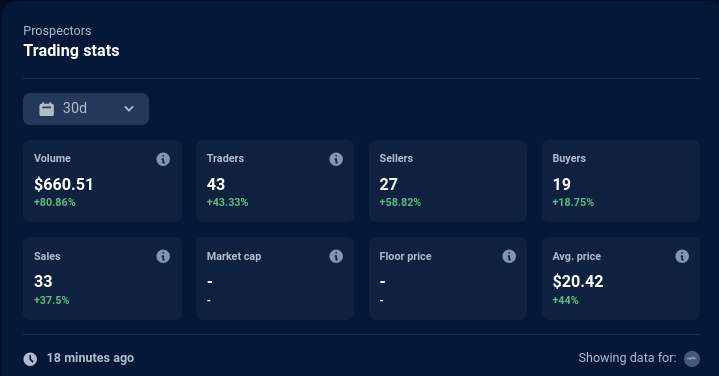 Prospectors
Trading stats
30d
Volume
$660.51
+80.86%
Traders
43
+43.33%
Sellers
27
+58.82%
Buyers
19
+18.75%
Sales
33
+37.5%
Market cap
-
-
Floor price
-
-
Avg. price
$20.42
+44%
18 minutes ago
Showing data for: